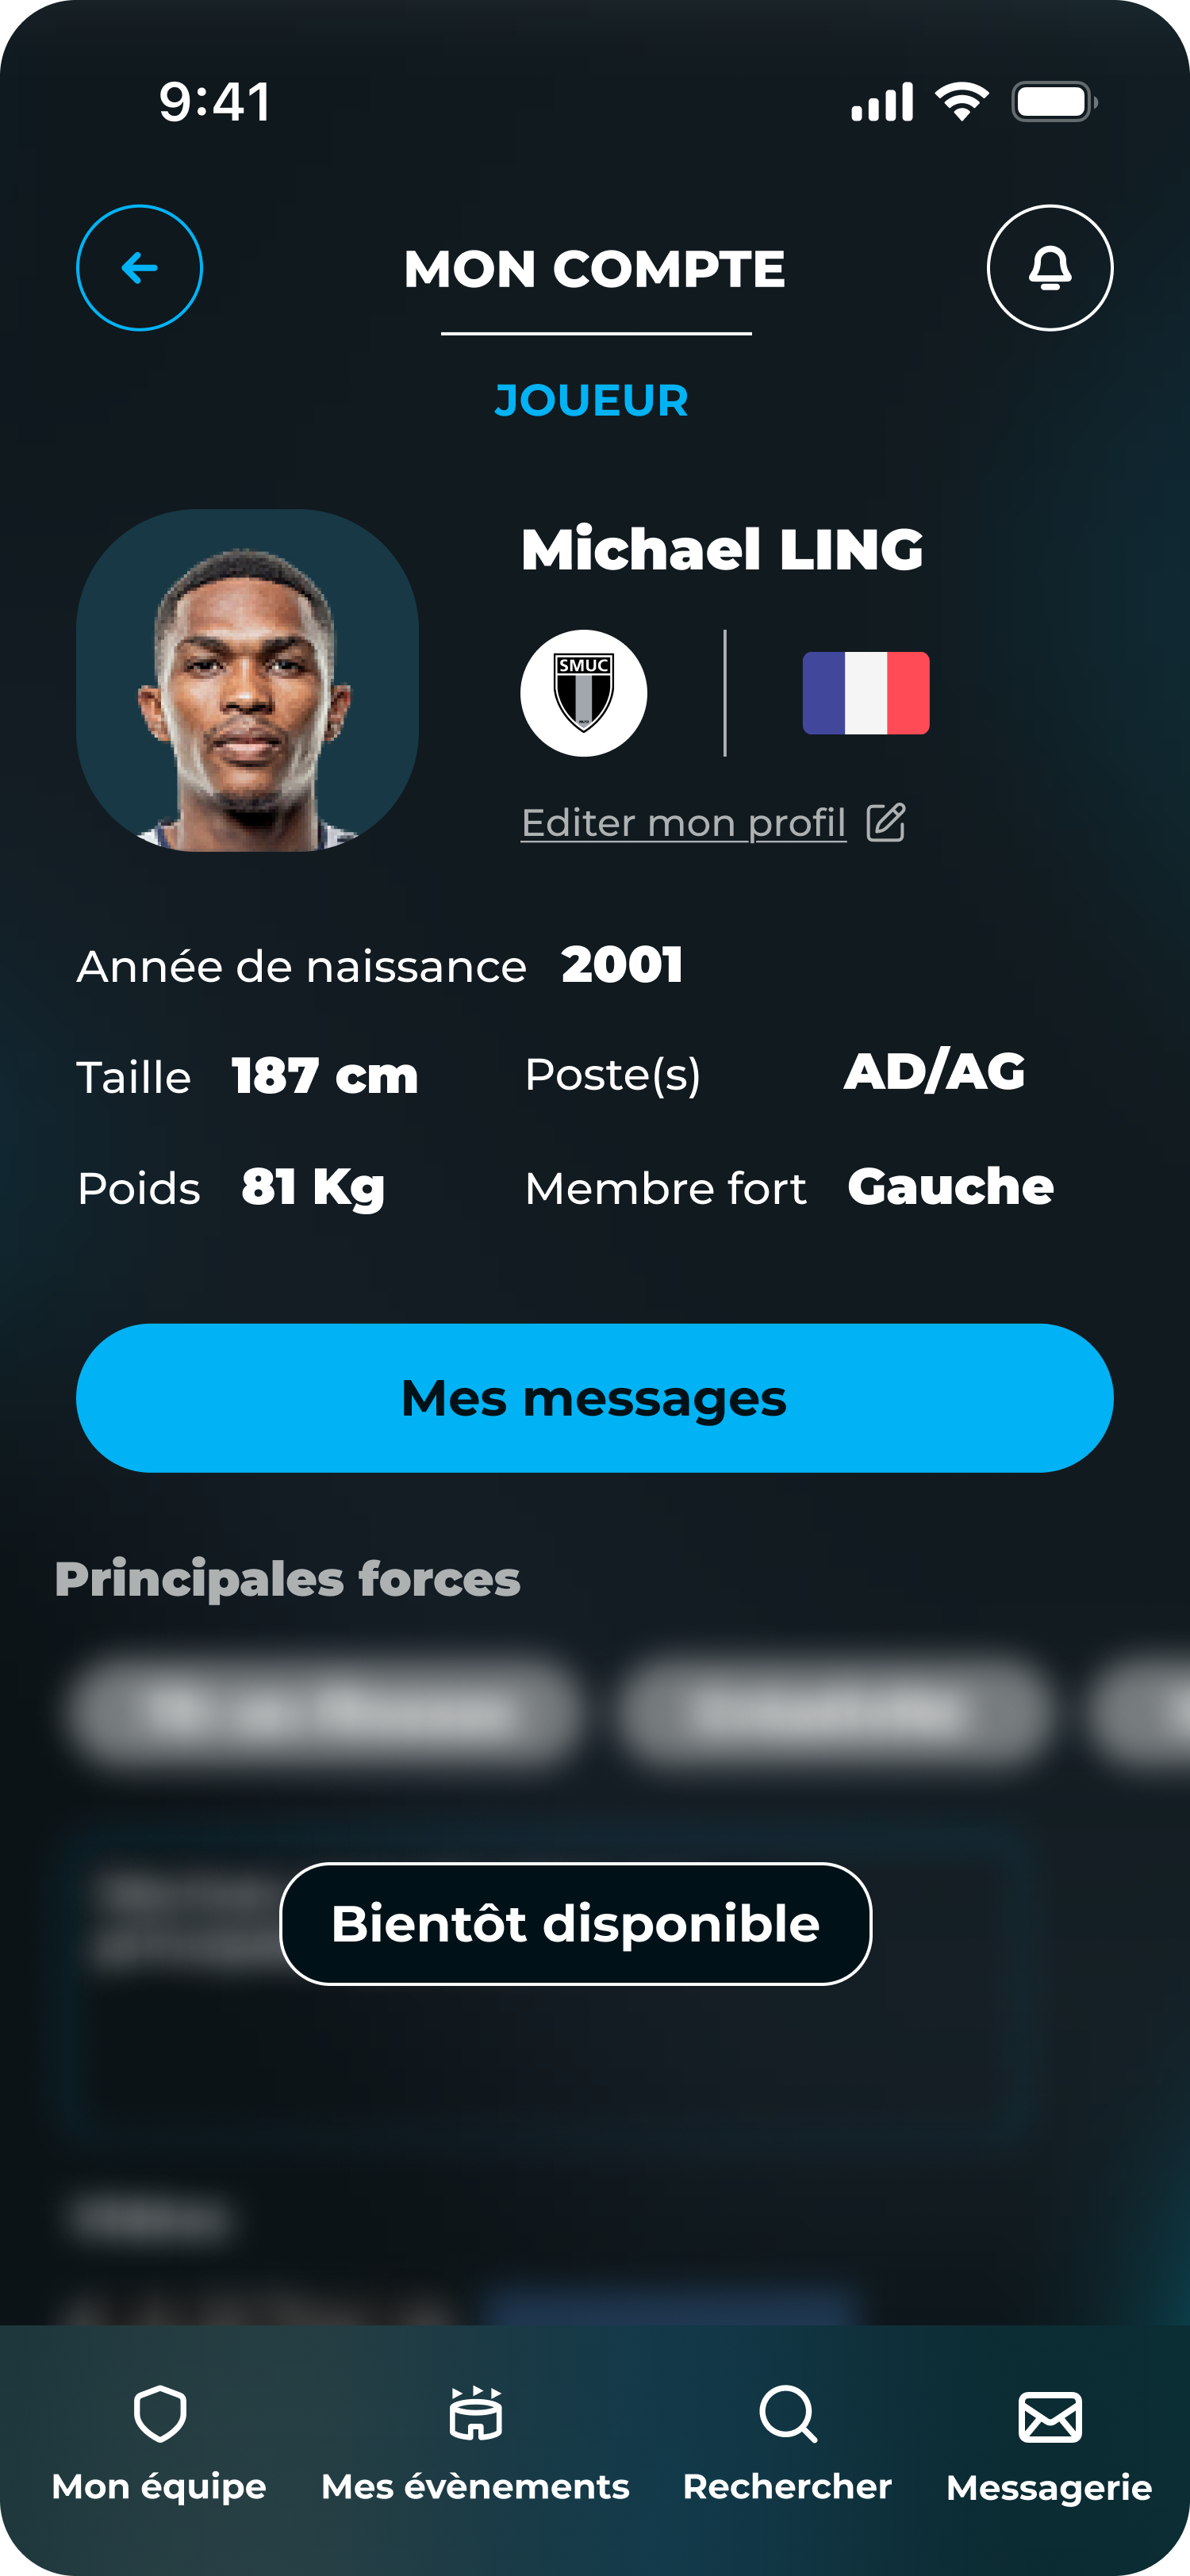 9:41
MON COMPTE
JOUEUR
Michael LING
SMUC
Editer mon profil
Année de naissance 2001
Taille 187 cm Poste(s) AD/AG
Poids 81 Kg Membre fort Gauche
Mes messages
Principales forces
Bientôt disponible
Mon équipe Mes évènements Rechercher Messagerie